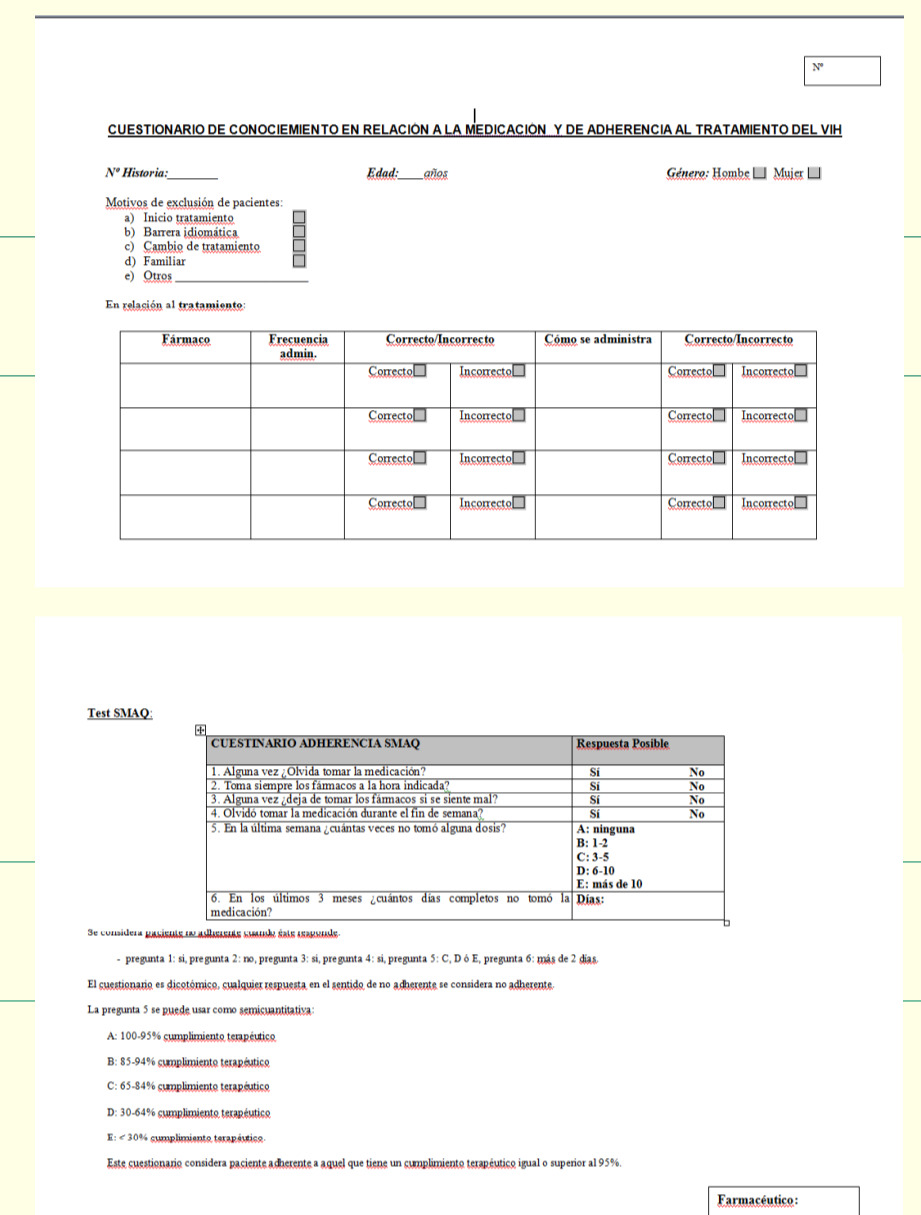 Nº
CUESTIONARIO DE CONOCIEMIENTO EN RELACIÓN A LA MEDICACIÓN Y DE ADHERENCIA AL TRATAMIENTO DEL VIH
Nº Historia:________ Edad:____años Género: Hombe Mujer
Motivos de exclusión de pacientes:
a) Inicio tratamiento
b) Barrera idiomática
c) Cambio de tratamiento
d) Familiar
e) Otros ______________________
En relación al tratamiento:
Fármaco Frecuencia admin. Correcto/Incorrecto Cómo se administra Correcto/Incorrecto
Correcto Incorrecto Correcto Incorrecto
Correcto Incorrecto Correcto Incorrecto
Correcto Incorrecto Correcto Incorrecto
Correcto Incorrecto Correcto Incorrecto
Test SMAQ:
CUESTINARIO ADHERENCIA SMAQ Respuesta Posible
1. Alguna vez ¿Olvida tomar la medicación? Sí No
2. Toma siempre los fármacos a la hora indicada? Sí No
3. Alguna vez ¿deja de tomar los fármacos si se siente mal? Sí No
4. Olvidó tomar la medicación durante el fin de semana? Sí No
5. En la última semana ¿cuántas veces no tomó alguna dosis? A: ninguna
B: 1-2
C: 3-5
D: 6-10
E: más de 10
6. En los últimos 3 meses ¿cuántos días completos no tomó la Días:
medicación?
Se considera paciente no adherente cuando éste responde:
- pregunta 1: si, pregunta 2: no, pregunta 3: si, pregunta 4: si, pregunta 5: C, D ó E, pregunta 6: más de 2 días.
El cuestionario es dicotómico, cualquier respuesta en el sentido de no adherente se considera no adherente.
La pregunta 5 se puede usar como semicuantitativa:
A: 100-95% cumplimiento terapéutico
B: 85-94% cumplimiento terapéutico
C: 65-84% cumplimiento terapéutico
D: 30-64% cumplimiento terapéutico
E: < 30% cumplimiento terapéutico.
Este cuestionario considera paciente adherente a aquel que tiene un cumplimiento terapéutico igual o superior al 95%.
Farmacéutico: